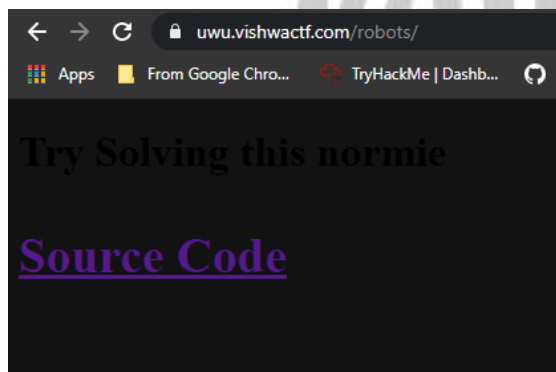 uwu.vishwactf.com/robots/
Apps From Google Chro... TryHackMe | Dashb...
Try Solving this normie
Source Code